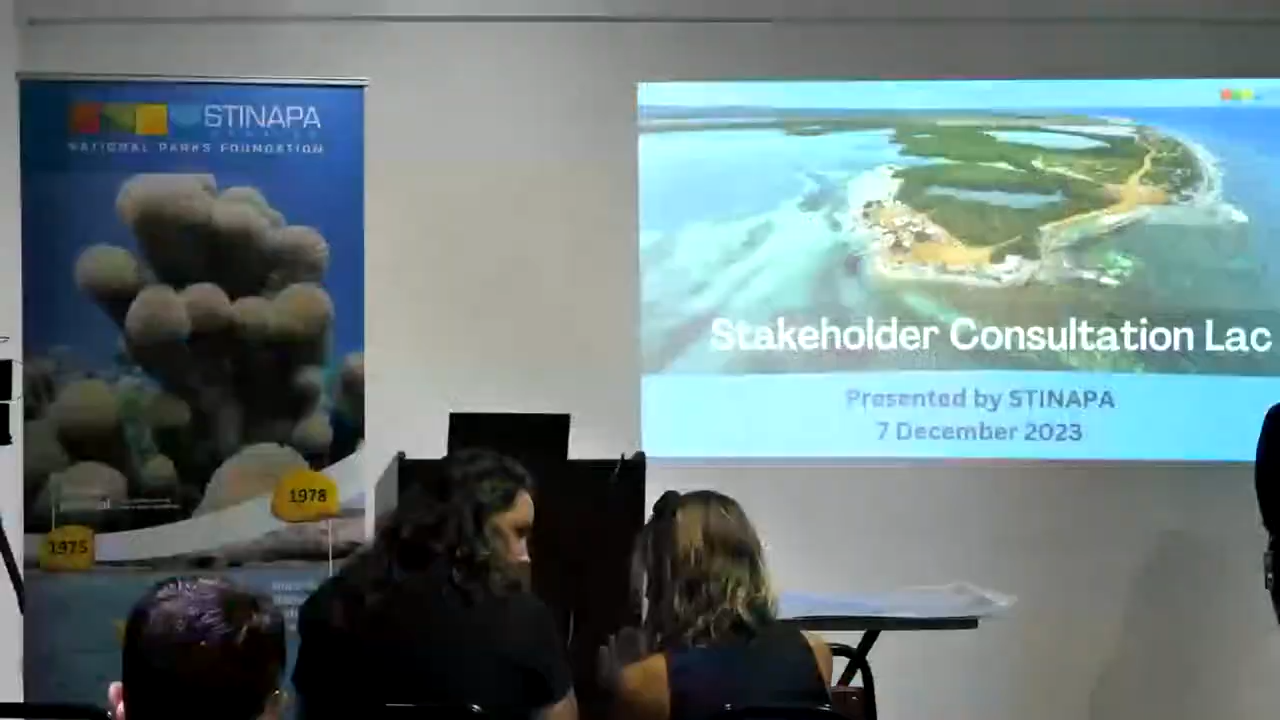 STINAPA
NATIONAL PARKS FOUNDATION
1978
1975
Stakeholder Consultation Lac
Presented by STINAPA
7 December 2023